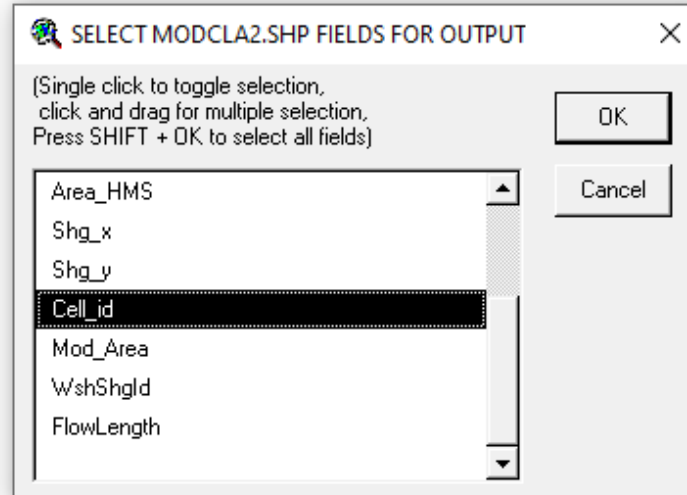 SELECT MODCLA2.SHP FIELDS FOR OUTPUT
(Single click to toggle selection,
click and drag for multiple selection,
Press SHIFT + OK to select all fields)
OK
Cancel
Area_HMS
Shg_x
Shg_y
Cell_id
Mod_Area
WshShgId
FlowLength